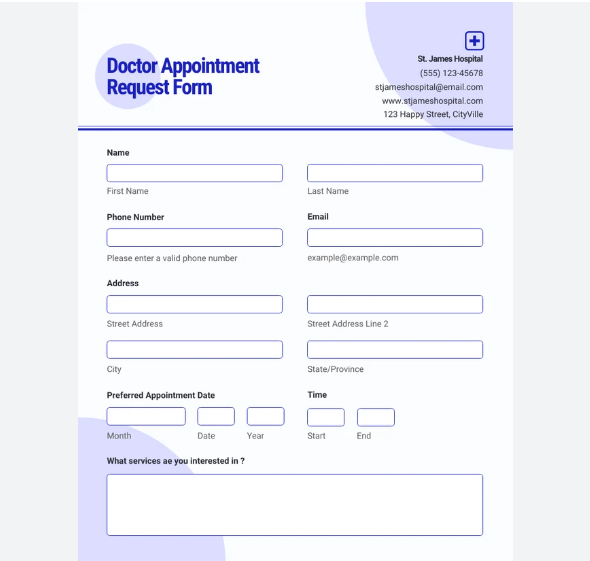 Doctor Appointment
Request Form
St. James Hospital
(555) 123-45678
stjameshospital@email.com
www.stjameshospital.com
123 Happy Street, CityVille
Name
First Name
Last Name
Phone Number
Email
Please enter a valid phone number
example@example.com
Address
Street Address
Street Address Line 2
City
State/Province
Preferred Appointment Date
Time
Month
Date
Year
Start
End
What services ae you interested in ?